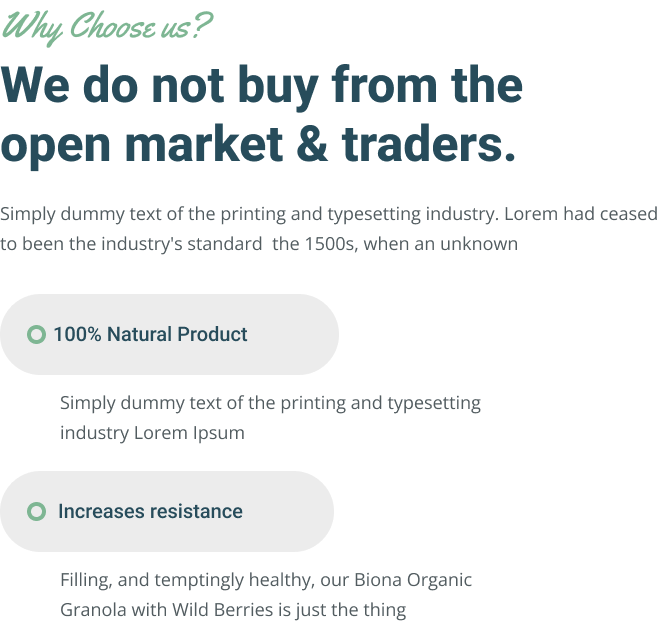 Why Choose us?
We do not buy from the
open market & traders.
Simply dummy text of the printing and typesetting industry. Lorem had ceased
to been the industry's standard  the 1500s, when an unknown
100% Natural Product
Simply dummy text of the printing and typesetting
industry Lorem Ipsum
Increases resistance
Filling, and temptingly healthy, our Biona Organic
Granola with Wild Berries is just the thing